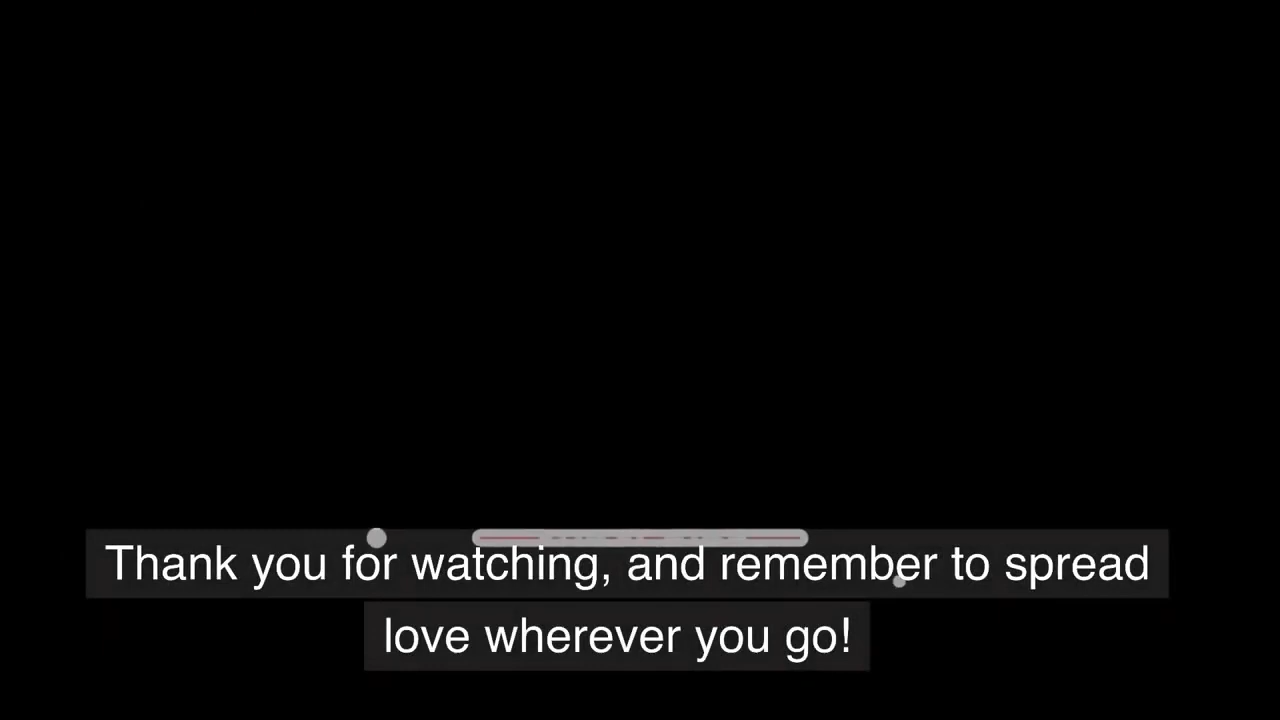 Thank you for watching, and remember to spread
love wherever you go!